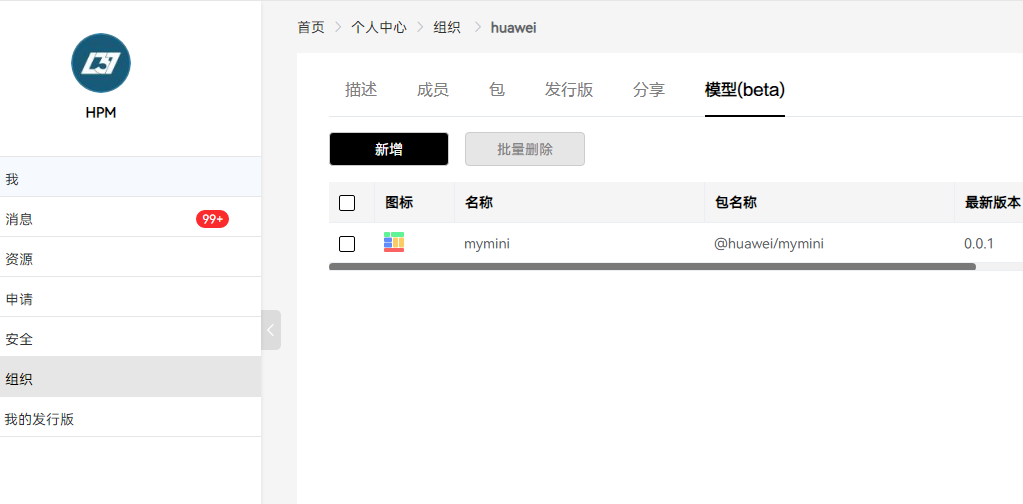 首页 > 个人中心 > 组织 > huawei
HPM
描述 成员 包 发行版 分享 模型(beta)
新增 批量删除
我
消息 99+
资源
申请
安全
组织
我的发行版
图标 名称 包名称 最新版本
mymini @huawei/mymini 0.0.1